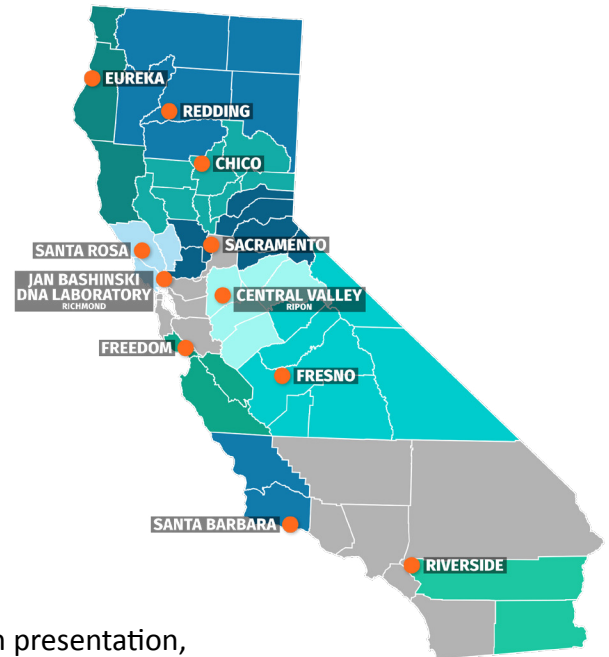 EUREKA
REDDING
CHICO
SANTA ROSA
SACRAMENTO
JAN BASHINSKI
DNA LABORATORY
RICHMOND
CENTRAL VALLEY
RIPON
FREEDOM
FRESNO
SANTA BARBARA
RIVERSIDE
presentation,